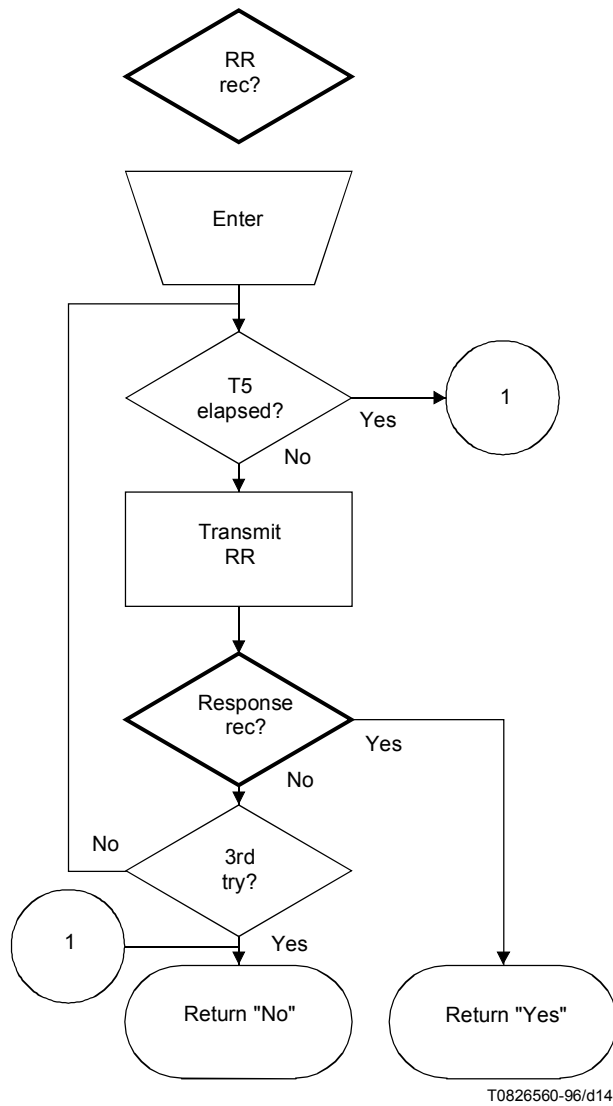 RR
rec?
Enter
T5
elapsed?
Yes
1
No
Transmit
RR
Response
rec?
Yes
No
No
3rd
try?
1
Yes
Return "No"
Return "Yes"
T0826560-96/d14